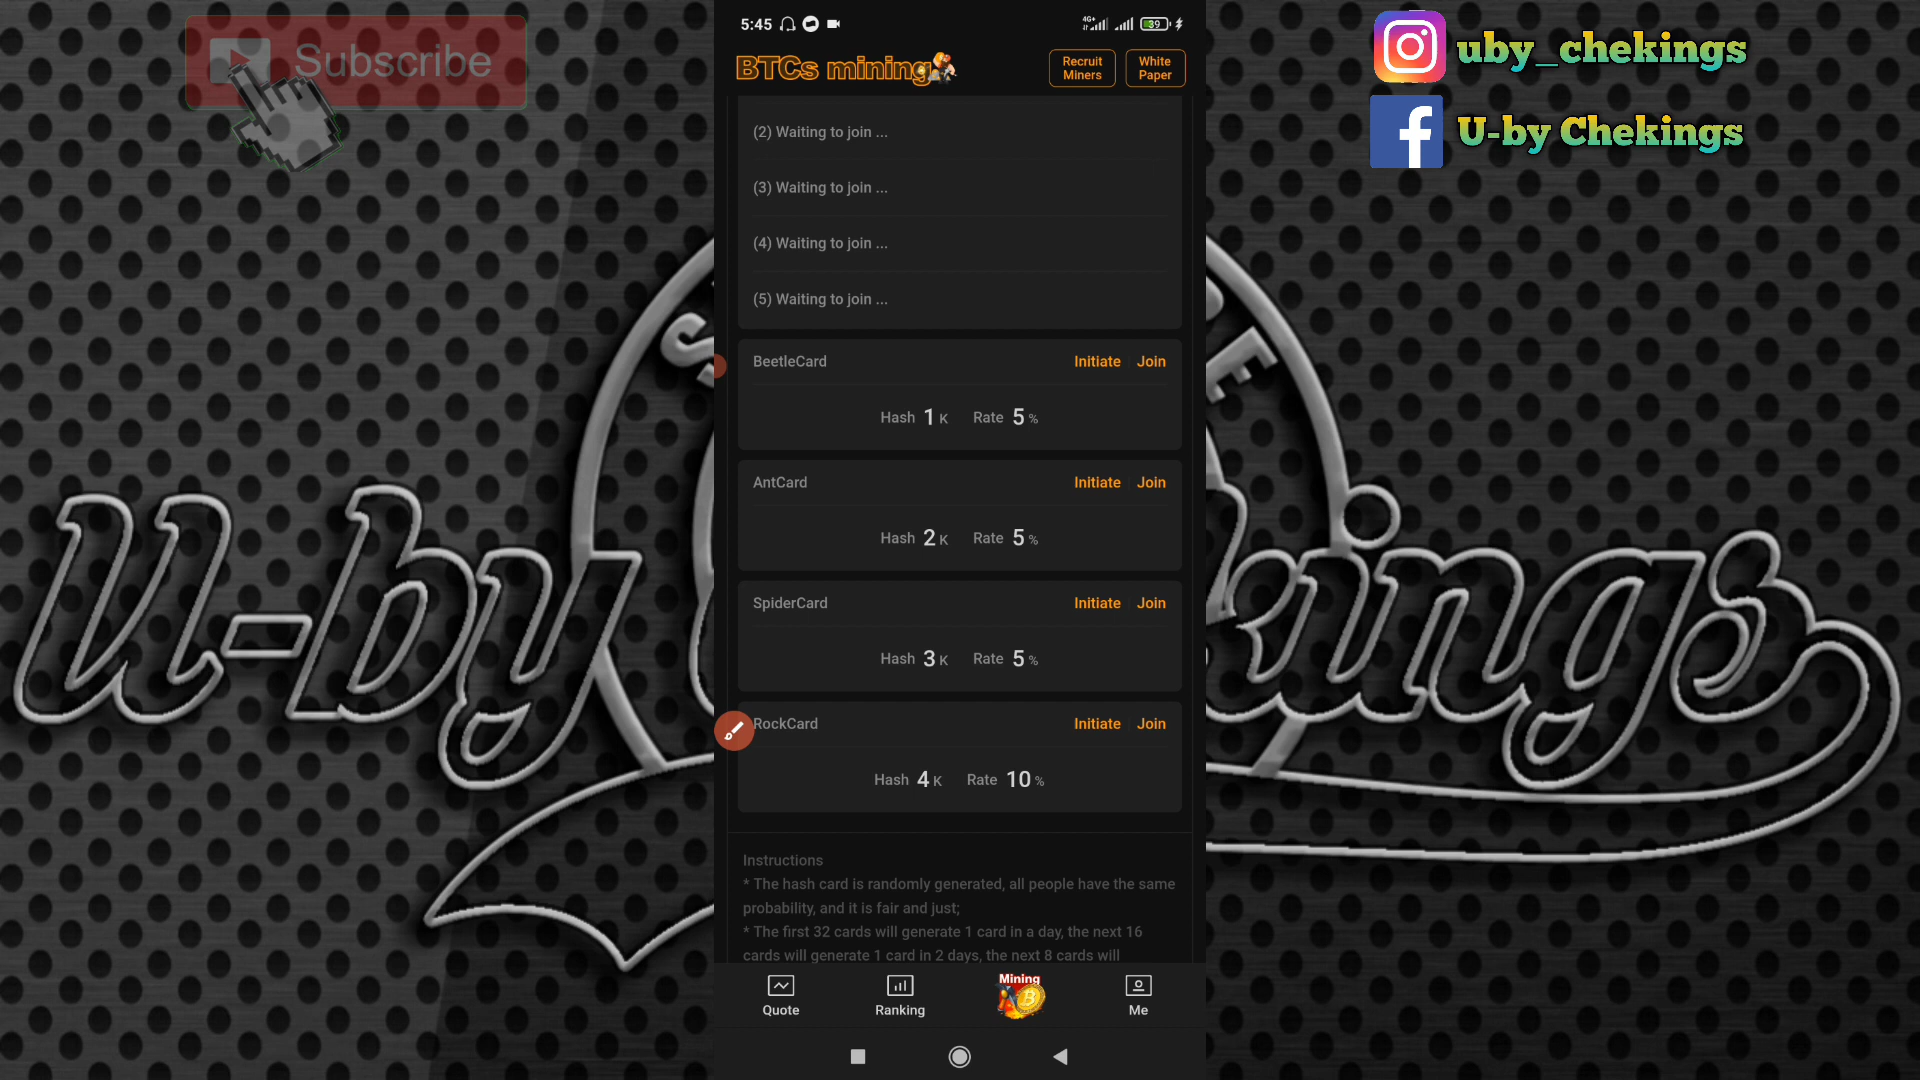 Subscribe
5:45
4G+
39
BTCs mining
Recruit
Miners
White
Paper
(2) Waiting to join ...
(3) Waiting to join ...
(4) Waiting to join ...
(5) Waiting to join ...
BeetleCard Initiate Join
Hash 1 K Rate 5 %
AntCard Initiate Join
Hash 2 K Rate 5 %
SpiderCard Initiate Join
Hash 3 K Rate 5 %
RockCard Initiate Join
Hash 4 K Rate 10 %
Instructions
* The hash card is randomly generated, all people have the same
probability, and it is fair and just;
* The first 32 cards will generate 1 card in a day, the next 16
cards will generate 1 card in 2 days, the next 8 cards will
Mining
Quote Ranking Me
uby_chekings
U-by Chekings
U-by kings